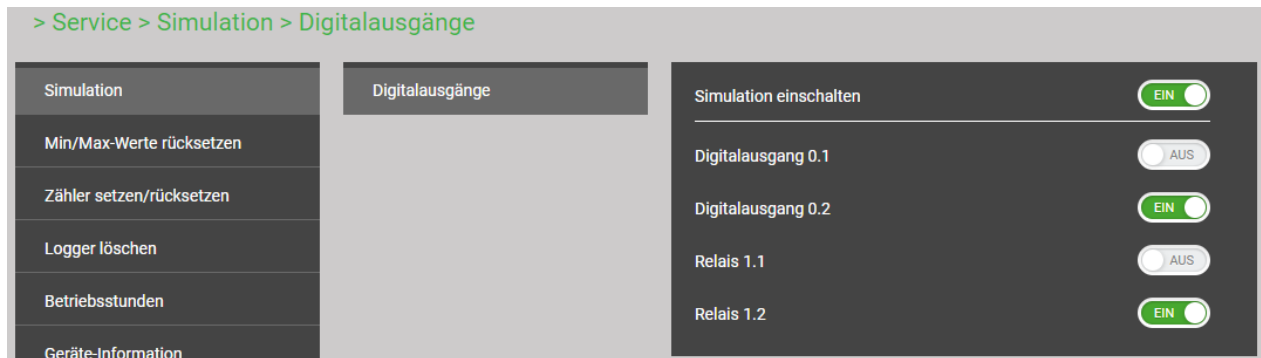 > Service > Simulation > Digitalausgänge
Simulation
Min/Max-Werte rücksetzen
Zähler setzen/rücksetzen
Logger löschen
Betriebsstunden
Geräte-Information
Digitalausgänge
Simulation einschalten EIN
Digitalausgang 0.1 AUS
Digitalausgang 0.2 EIN
Relais 1.1 AUS
Relais 1.2 EIN